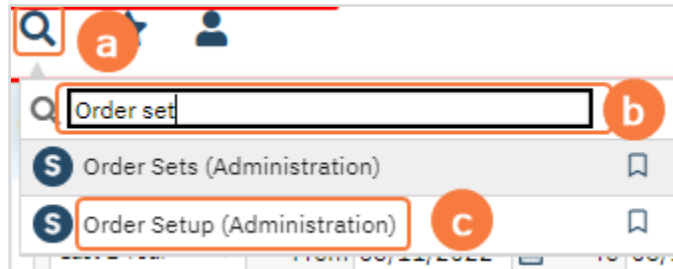 a
Order set
b
S Order Sets (Administration)
S Order Setup (Administration)
c